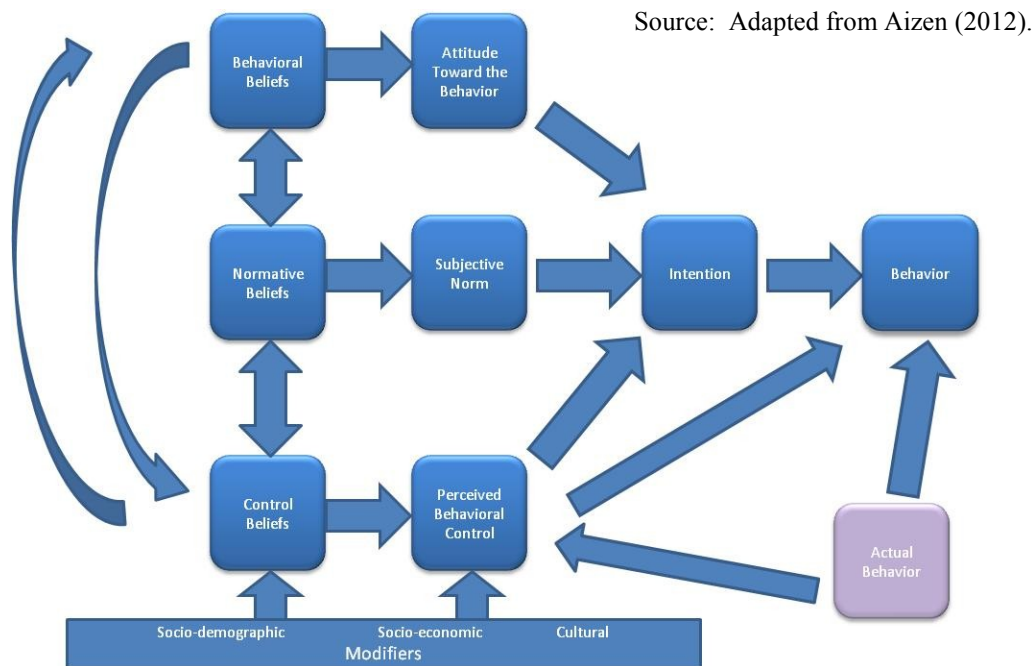 Source: Adapted from Aizen (2012).
Behavioral
Beliefs
Attitude
Toward the
Behavior
Normative
Beliefs
Subjective
Norm
Intention
Behavior
Control
Beliefs
Perceived
Behavioral
Control
Actual
Behavior
Socio-demographic Socio-economic Cultural
Modifiers